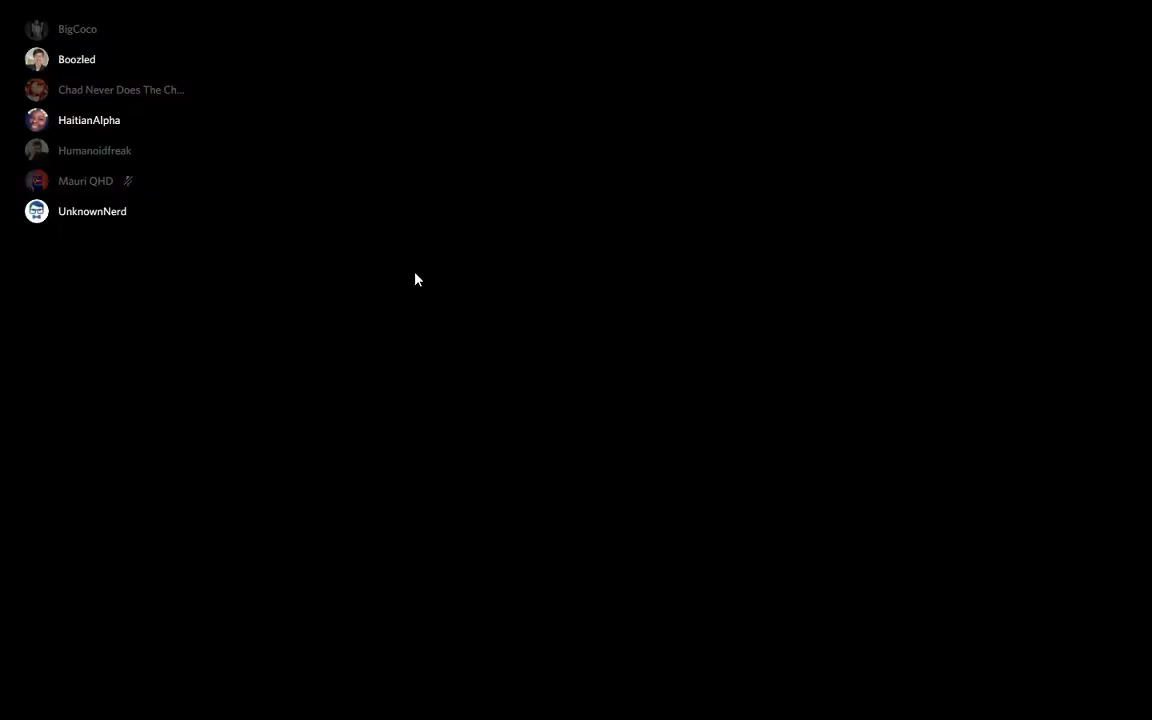 BigCoco
Boozled
Chad Never Does The Ch...
HaitianAlpha
Humanoidfreak
Mauri QHD
UnknownNerd